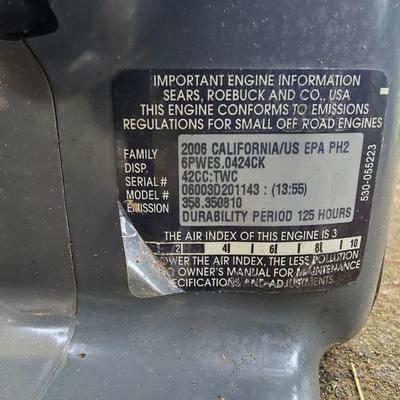 IMPORTANT ENGINE INFORMATION
SEARS, ROEBUCK AND CO., USA
THIS ENGINE CONFORMS TO EMISSIONS
REGULATIONS FOR SMALL OFF ROAD ENGINES
2006 CALIFORNIA/US EPA PH2
FAMILY 6PWES.0424CK
DISP. 42CC:TWC
SERIAL # 06003D201143 : (13:55)
MODEL # 358.350810
EMISSION DURABILITY PERIOD 125 HOURS
THE AIR INDEX OF THIS ENGINE IS 3
2 4 6 8 10
OWER THE AIR INDEX, THE LESS POLLUTION
O OWNER'S MANUAL FOR MAINTENANCE
PECIFICATIONS AND ADJUSTMENTS.
530-055223